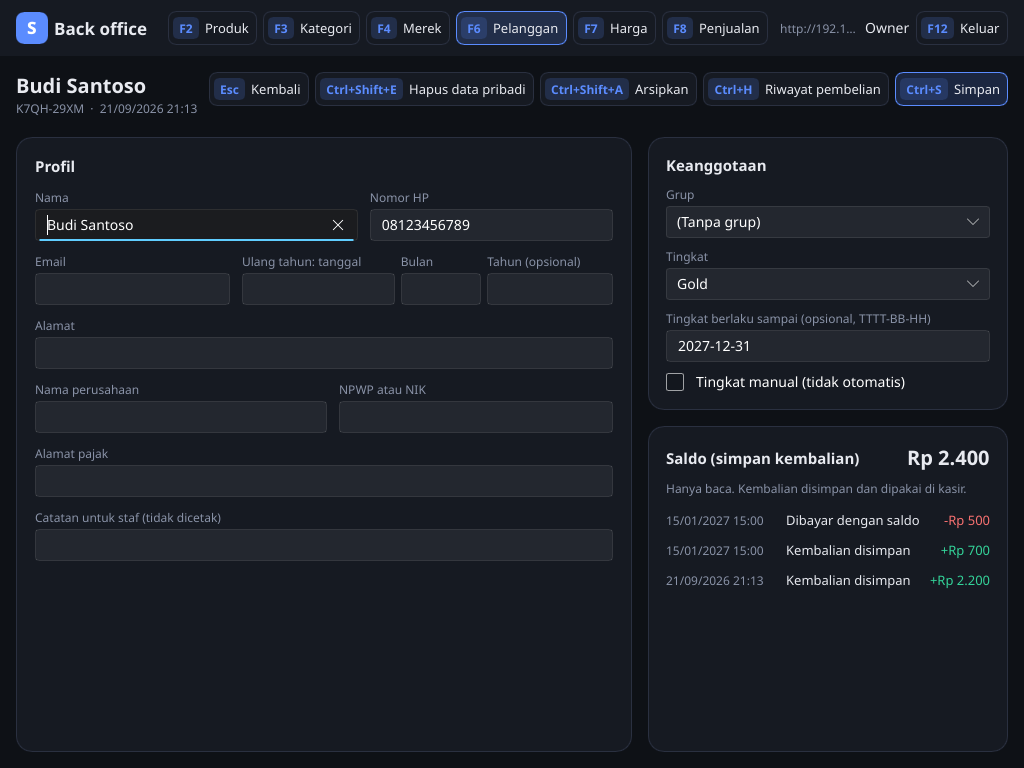 S Back office F2 Produk F3 Kategori F4 Merek F6 Pelanggan F7 Harga F8 Penjualan http://192.1... Owner F12 Keluar
Budi Santoso
K7QH-29XM · 21/09/2026 21:13
Esc Kembali Ctrl+Shift+E Hapus data pribadi Ctrl+Shift+A Arsipkan Ctrl+H Riwayat pembelian Ctrl+S Simpan
Profil
Nama Nomor HP
Budi Santoso 08123456789
Email Ulang tahun: tanggal Bulan Tahun (opsional)
Alamat
Nama perusahaan NPWP atau NIK
Alamat pajak
Catatan untuk staf (tidak dicetak)
Keanggotaan
Grup
(Tanpa grup)
Tingkat
Gold
Tingkat berlaku sampai (opsional, TTTT-BB-HH)
2027-12-31
Tingkat manual (tidak otomatis)
Saldo (simpan kembalian) Rp 2.400
Hanya baca. Kembalian disimpan dan dipakai di kasir.
15/01/2027 15:00 Dibayar dengan saldo -Rp 500
15/01/2027 15:00 Kembalian disimpan +Rp 700
21/09/2026 21:13 Kembalian disimpan +Rp 2.200